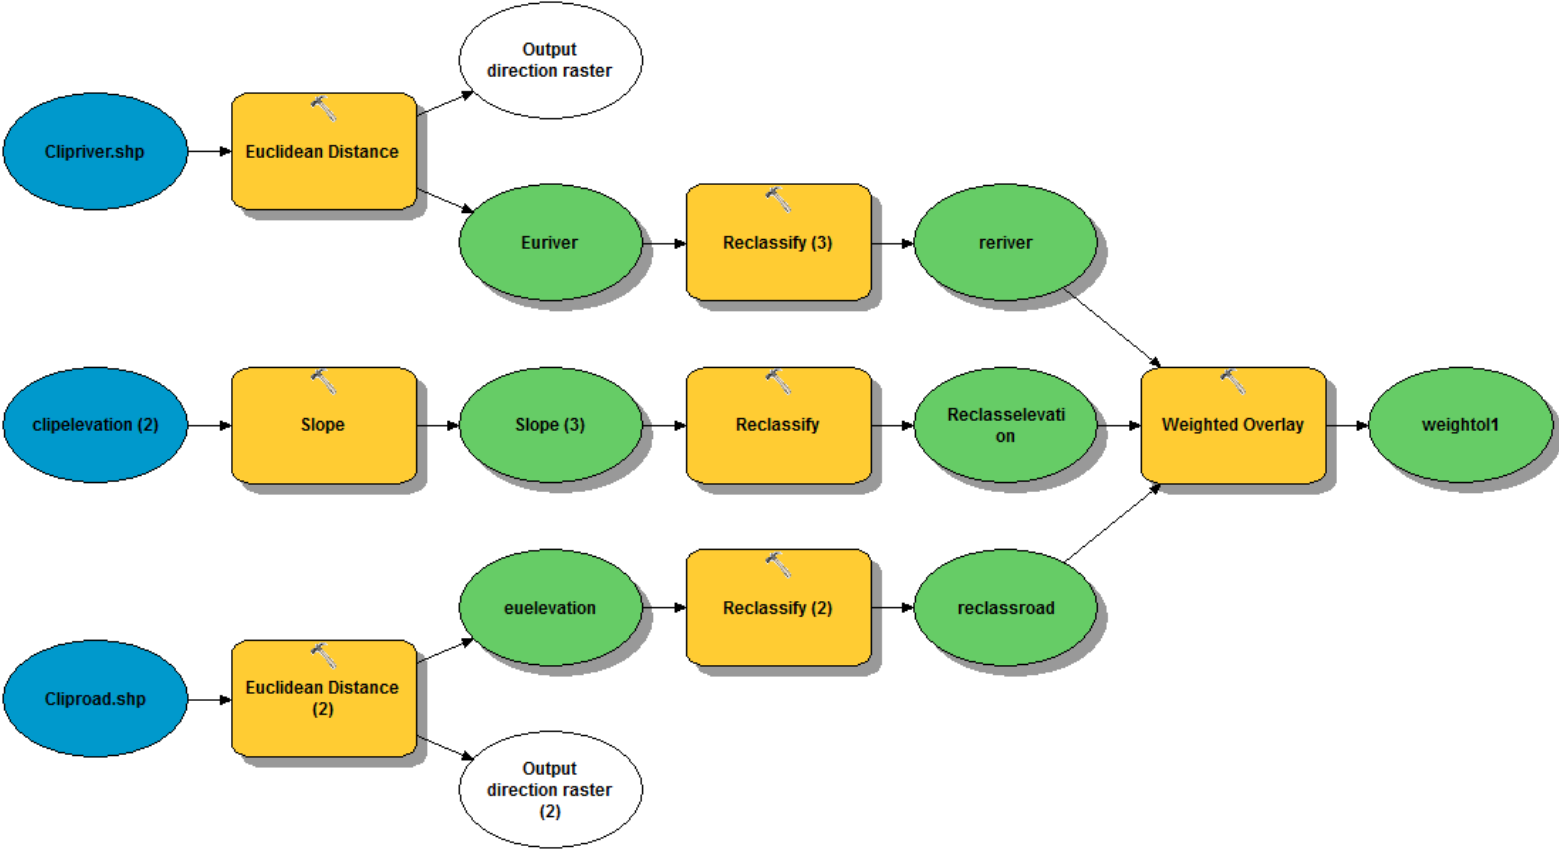 Output
direction raster
Clipriver.shp
Euclidean Distance
Euriver
Reclassify (3)
reriver
clipelevation (2)
Slope
Slope (3)
Reclassify
Reclasselevati
on
Weighted Overlay
weightol1
euelevation
Reclassify (2)
reclassroad
Cliproad.shp
Euclidean Distance
(2)
Output
direction raster
(2)